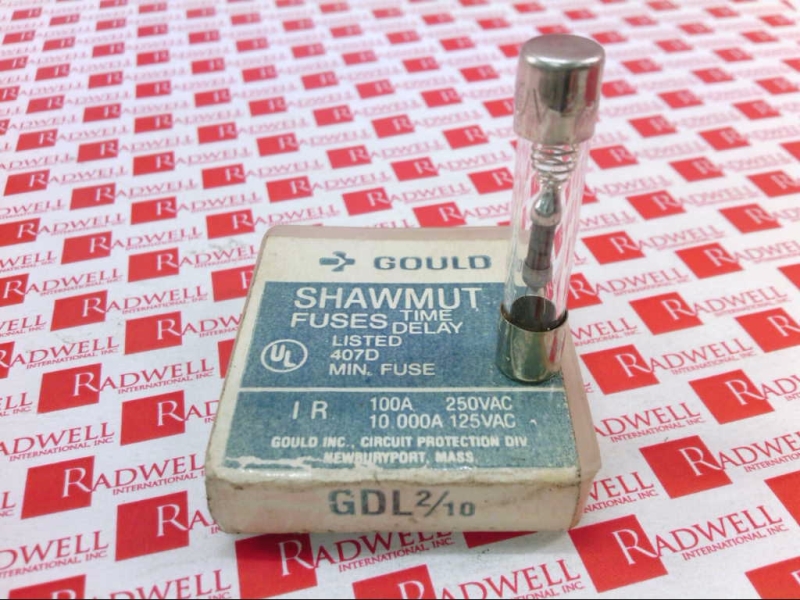 GOULD
SHAWMUT
FUSES TIME DELAY
LISTED
407D
MIN. FUSE
UL
I R 100A 250VAC
10 000A 125VAC
GOULD INC., CIRCUIT PROTECTION DIV
NEWBURYPORT, MASS
GDL 2/10
R RADWELL
INTERNATIONAL, INC.